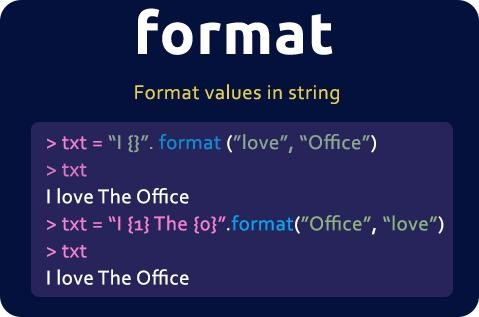 format
Format values in string
> txt = “I {}”. format (”love”, “Office”)
> txt
I love The Office
> txt = “I {1} The {0}”.format(”Office”, “love”)
> txt
I love The Office